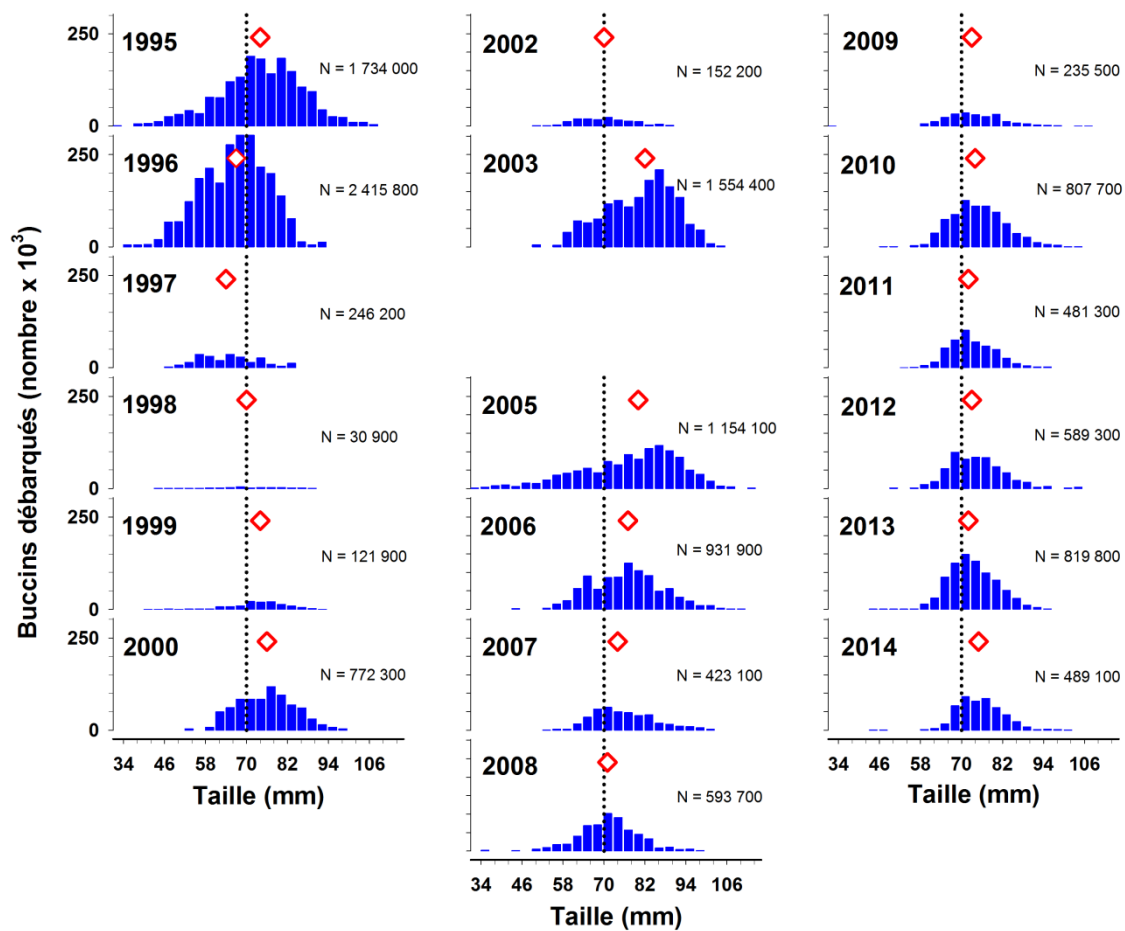 Buccins débarqués (nombre x 10³)
250
0
1995
N = 1 734 000
250
0
1996
N = 2 415 800
250
0
1997
N = 246 200
250
0
1998
N = 30 900
250
0
1999
N = 121 900
250
0
2000
N = 772 300
34 46 58 70 82 94 106
Taille (mm)
2002
N = 152 200
2003
N = 1 554 400
2005
N = 1 154 100
2006
N = 931 900
2007
N = 423 100
2008
N = 593 700
34 46 58 70 82 94 106
Taille (mm)
2009
N = 235 500
2010
N = 807 700
2011
N = 481 300
2012
N = 589 300
2013
N = 819 800
2014
N = 489 100
34 46 58 70 82 94 106
Taille (mm)